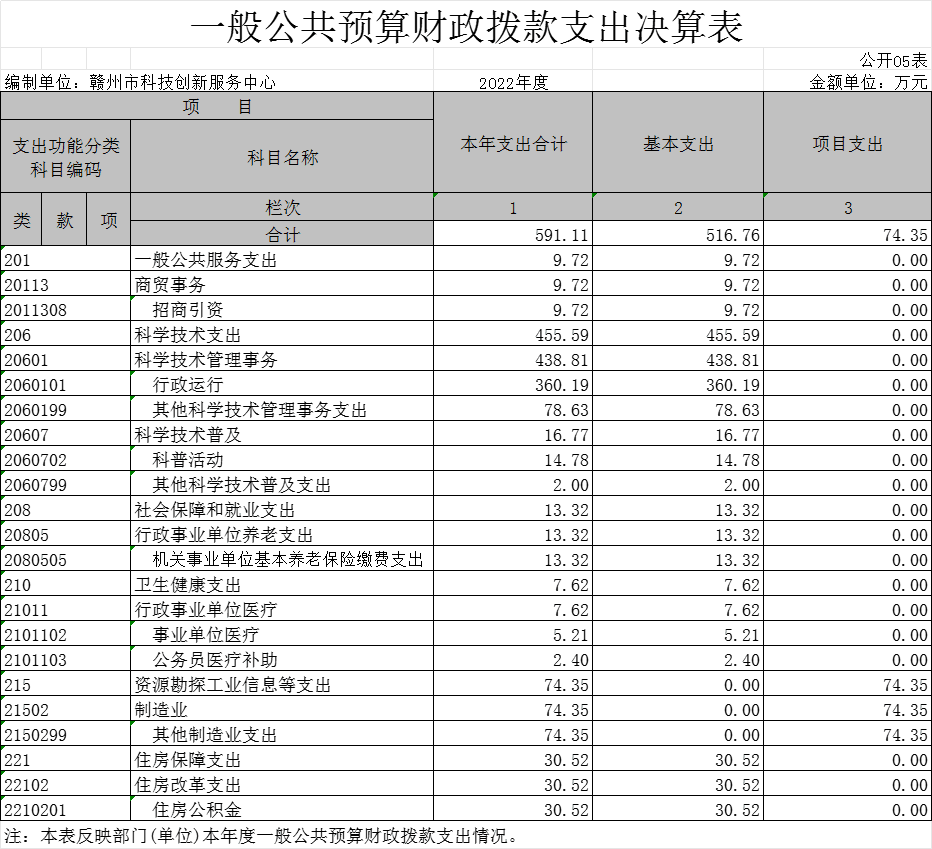 一般公共预算财政拨款支出决算表
公开05表
编制单位：赣州市科技创新服务中心 2022年度 金额单位：万元
项 目 本年支出合计 基本支出 项目支出
支出功能分类科目编码 科目名称
类 款 项 栏次 1 2 3
合计 591.11 516.76 74.35
201 一般公共服务支出 9.72 9.72 0.00
20113 商贸事务 9.72 9.72 0.00
2011308 招商引资 9.72 9.72 0.00
206 科学技术支出 455.59 455.59 0.00
20601 科学技术管理事务 438.81 438.81 0.00
2060101 行政运行 360.19 360.19 0.00
2060199 其他科学技术管理事务支出 78.63 78.63 0.00
20607 科学技术普及 16.77 16.77 0.00
2060702 科普活动 14.78 14.78 0.00
2060799 其他科学技术普及支出 2.00 2.00 0.00
208 社会保障和就业支出 13.32 13.32 0.00
20805 行政事业单位养老支出 13.32 13.32 0.00
2080505 机关事业单位基本养老保险缴费支出 13.32 13.32 0.00
210 卫生健康支出 7.62 7.62 0.00
21011 行政事业单位医疗 7.62 7.62 0.00
2101102 事业单位医疗 5.21 5.21 0.00
2101103 公务员医疗补助 2.40 2.40 0.00
215 资源勘探工业信息等支出 74.35 0.00 74.35
21502 制造业 74.35 0.00 74.35
2150299 其他制造业支出 74.35 0.00 74.35
221 住房保障支出 30.52 30.52 0.00
22102 住房改革支出 30.52 30.52 0.00
2210201 住房公积金 30.52 30.52 0.00
注：本表反映部门(单位)本年度一般公共预算财政拨款支出情况。